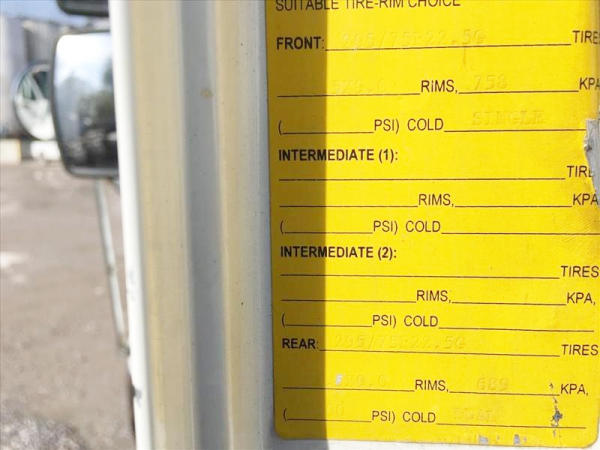 SUITABLE TIRE-RIM CHOICE
FRONT: 295/75R22.5G TIRES
RIMS, 758 KPA
( PSI) COLD SINGLE
INTERMEDIATE (1):
TIRE
RIMS, KPA,
( PSI) COLD
INTERMEDIATE (2):
TIRES
RIMS, KPA,
( PSI) COLD
REAR: 295/75R22.5G TIRES
RIMS, 689 KPA,
( PSI) COLD DUAL